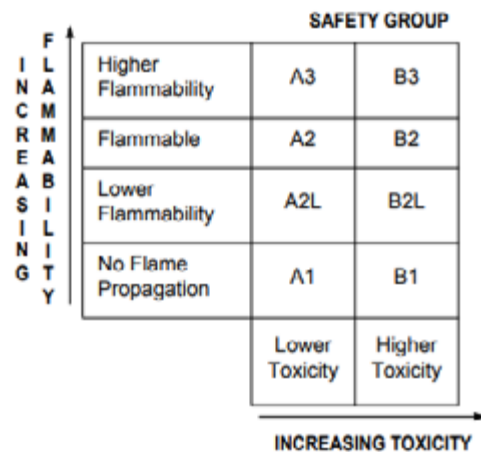 SAFETY GROUP
INCREASING
FLAMMABILITY
Higher
Flammability
A3
B3
Flammable
A2
B2
Lower
Flammability
A2L
B2L
No Flame
Propagation
A1
B1
Lower
Toxicity
Higher
Toxicity
INCREASING TOXICITY